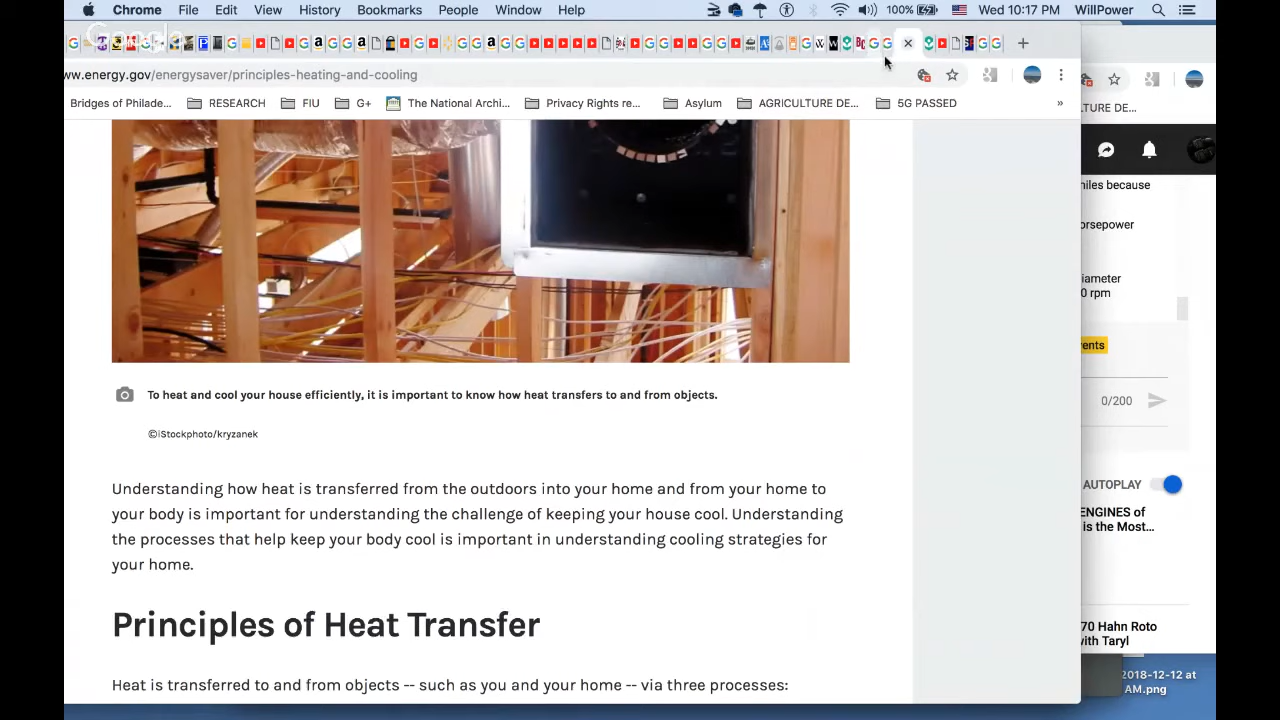 Chrome File Edit View History Bookmarks People Window Help 100% Wed 10:17 PM WillPower
Google
ww.energy.gov/energysaver/principles-heating-and-cooling
Bridges of Philade... RESEARCH FIU G+ The National Archi... Privacy Rights re... Asylum AGRICULTURE DE... 5G PASSED »
LTURE DE...
niles because
orsepower
diameter
0 rpm
ents
0/200
AUTOPLAY
ENGINES of
is the Most...
70 Hahn Roto
with Taryl
2018-12-12 at
AM.png
To heat and cool your house efficiently, it is important to know how heat transfers to and from objects.
©iStockphoto/kryzanek
Understanding how heat is transferred from the outdoors into your home and from your home to
your body is important for understanding the challenge of keeping your house cool. Understanding
the processes that help keep your body cool is important in understanding cooling strategies for
your home.
Principles of Heat Transfer
Heat is transferred to and from objects -- such as you and your home -- via three processes: